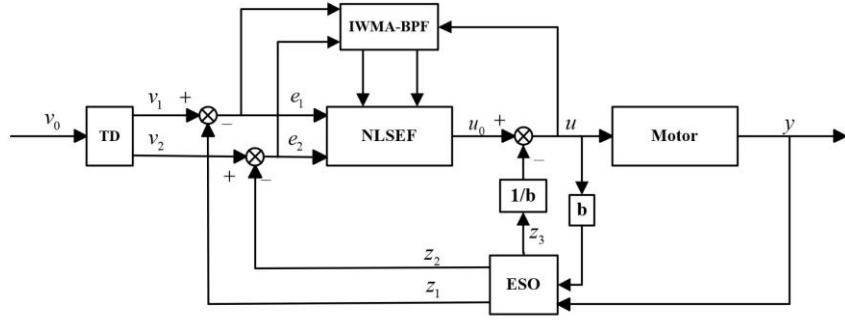 IWMA-BPF
v₀
TD
v₁
+
−
e₁
v₂
+
−
e₂
NLSEF
u₀
+
−
u
Motor
y
1/b
b
z₃
z₂
z₁
ESO